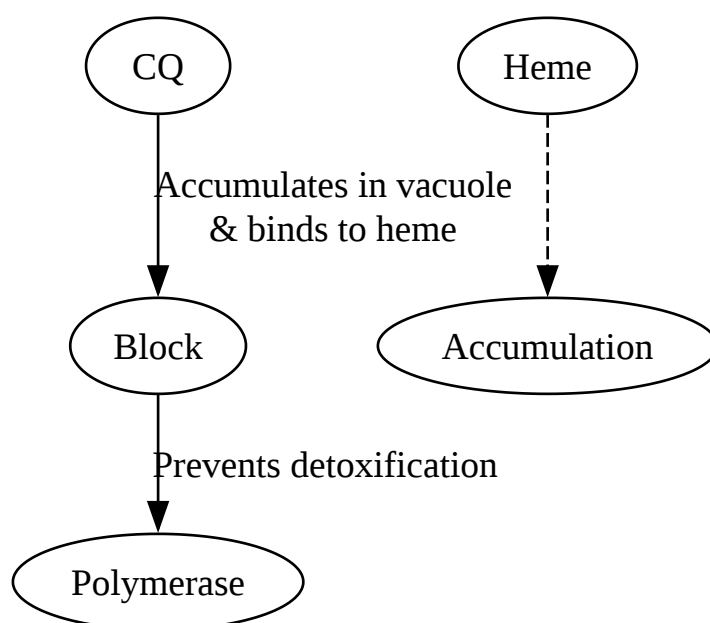 CQ
Heme
Accumulates in vacuole
& binds to heme
Block
Accumulation
Prevents detoxification
Polymerase